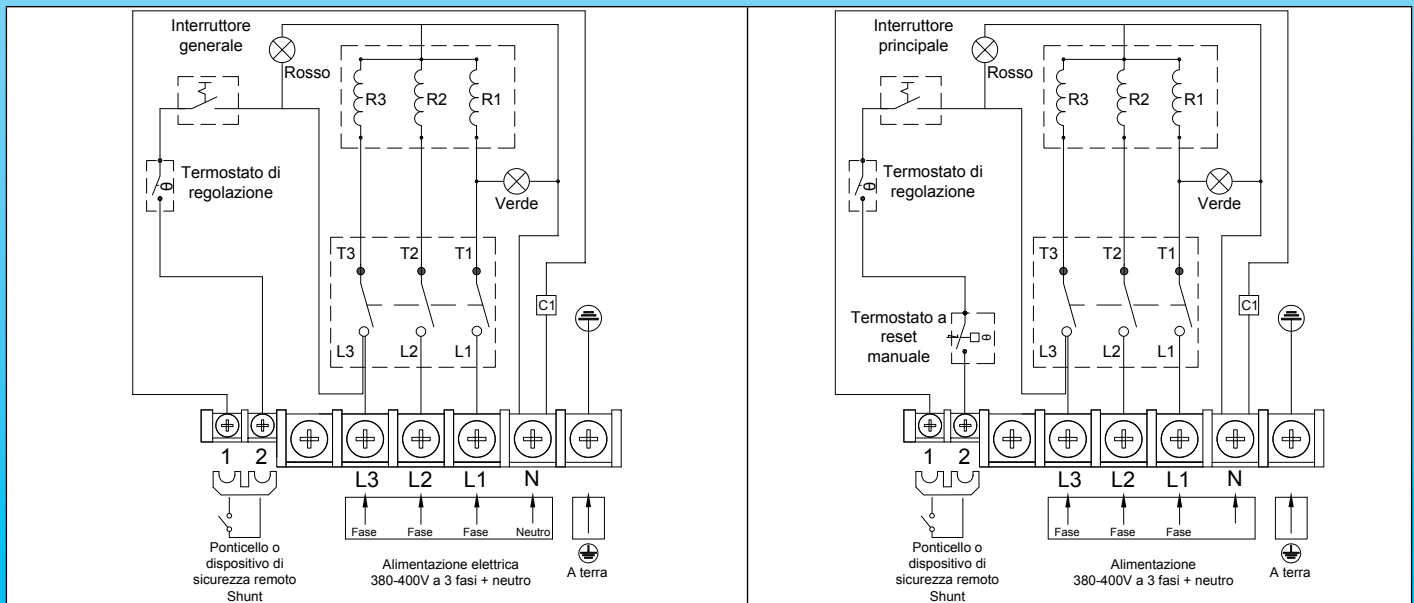 Interruttore
generale
Rosso
R3
R2
R1
Termostato di
regolazione
θ
Verde
T3
T2
T1
C1
L3
L2
L1
1
2
L3
L2
L1
N
Fase
Fase
Fase
Neutro
Ponticello o
dispositivo di
sicurezza remoto
Shunt
Alimentazione elettrica
380-400V a 3 fasi + neutro
A terra
Interruttore
principale
Rosso
R3
R2
R1
Termostato di
regolazione
θ
Verde
T3
T2
T1
C1
Termostato a
reset
manuale
θ
L3
L2
L1
1
2
L3
L2
L1
N
Fase
Fase
Fase
Ponticello o
dispositivo di
sicurezza remoto
Shunt
Alimentazione
380-400V a 3 fasi + neutro
A terra